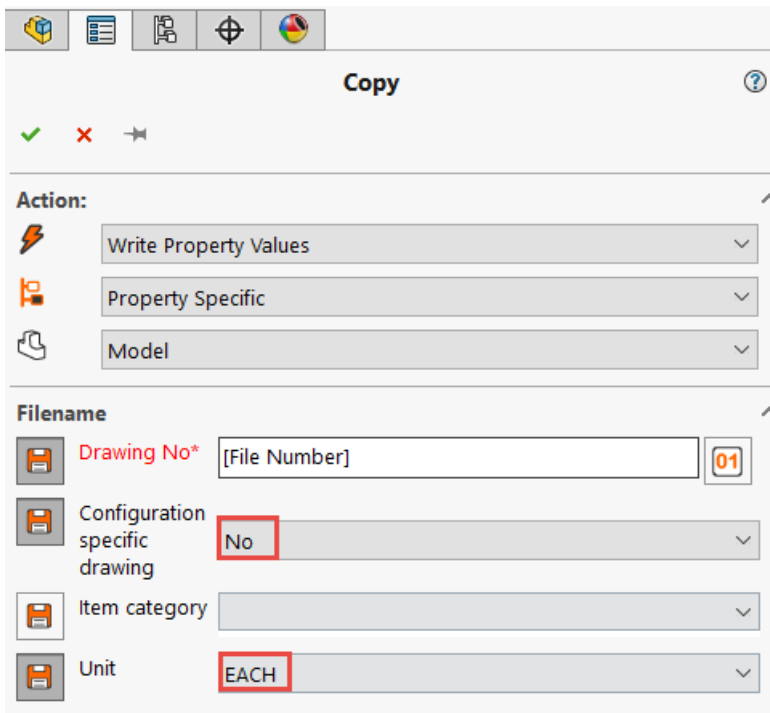 Copy
?
Action:
Write Property Values
Property Specific
Model
Filename
Drawing No* [File Number] 01
Configuration
specific
drawing
No
Item category
Unit
EACH